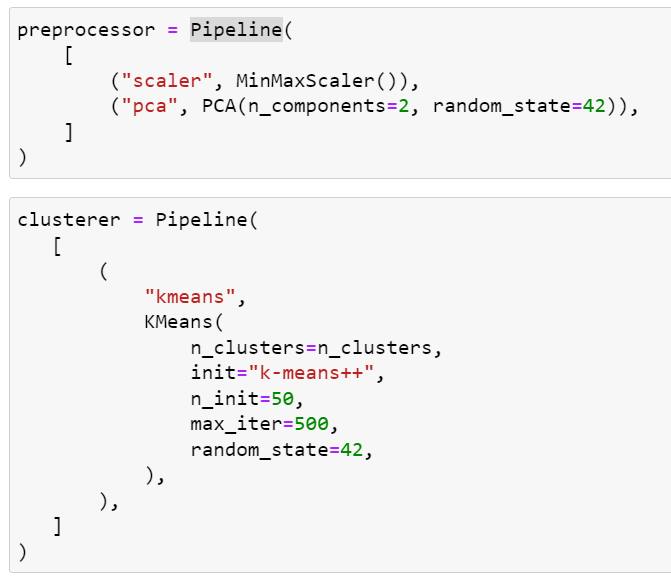 preprocessor = Pipeline(
    [
        ("scaler", MinMaxScaler()),
        ("pca", PCA(n_components=2, random_state=42)),
    ]
)
clusterer = Pipeline(
   [
       (
           "kmeans",
           KMeans(
               n_clusters=n_clusters,
               init="k-means++",
               n_init=50,
               max_iter=500,
               random_state=42,
           ),
       ),
   ]
)